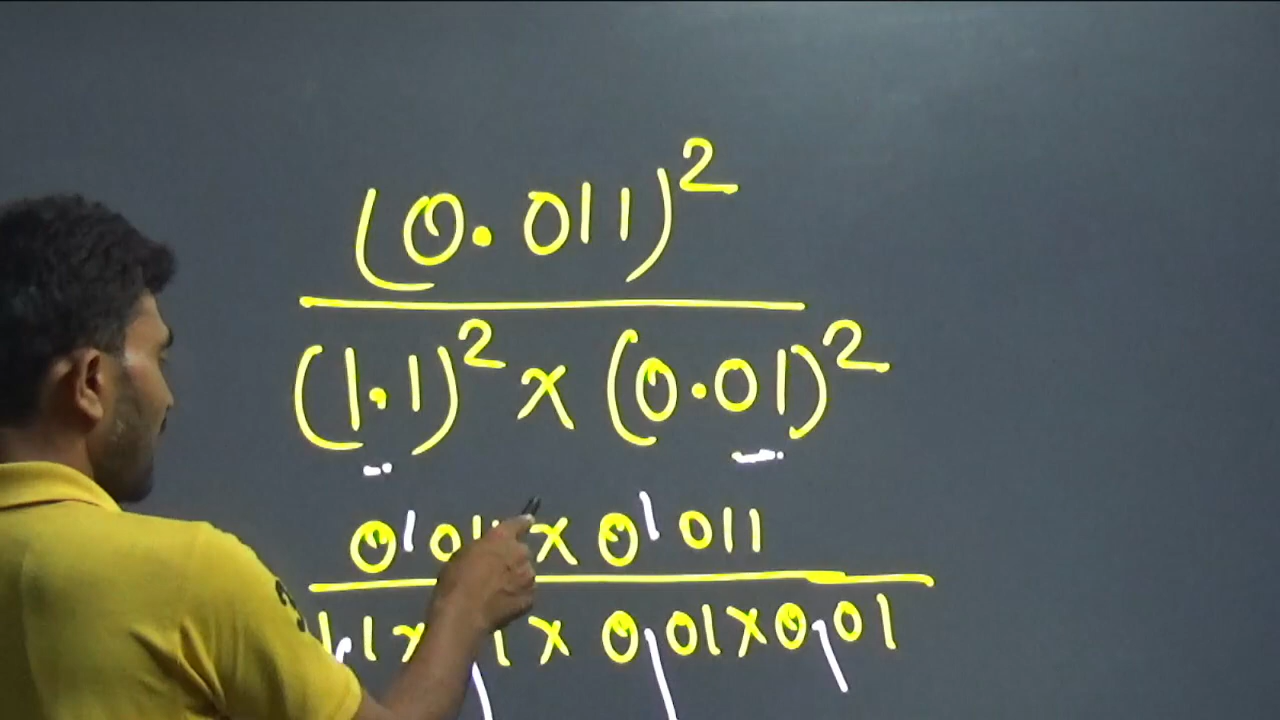 (0.011)²
(1.1)² x (0.01)²
0 011 x 0 011
1 1 x 1 x 0 01 x 0 01